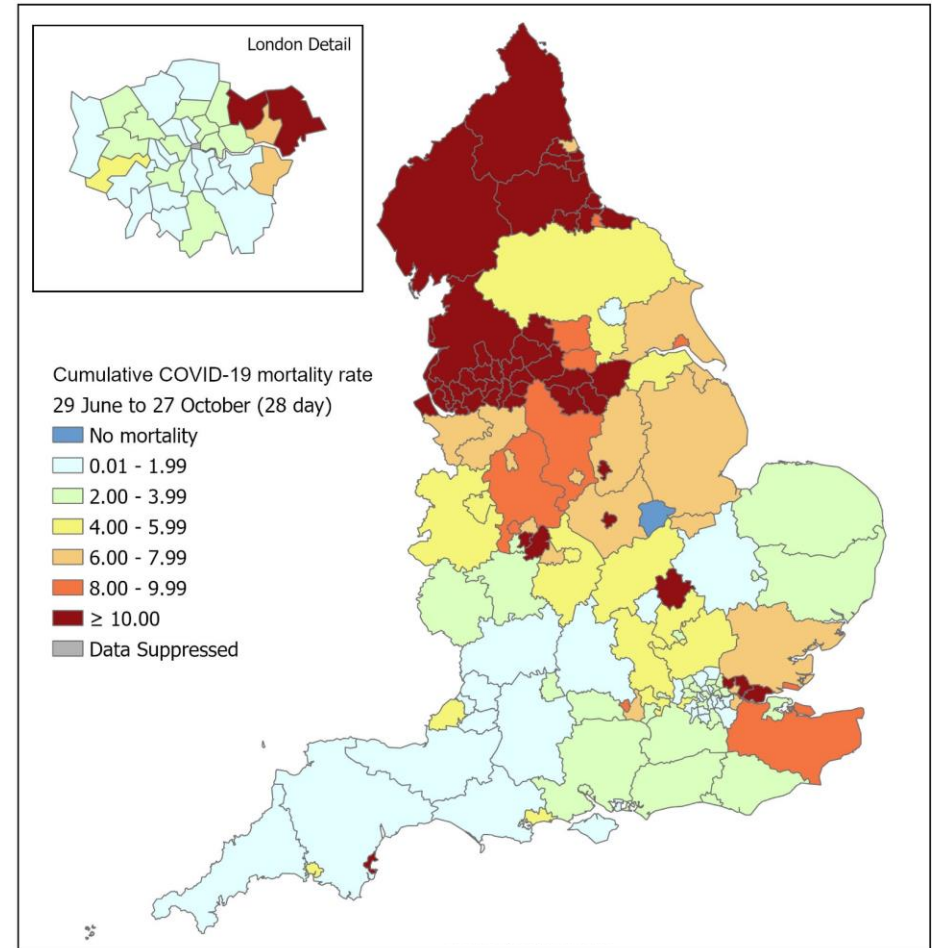 London Detail
Cumulative COVID-19 mortality rate
29 June to 27 October (28 day)
No mortality
0.01 - 1.99
2.00 - 3.99
4.00 - 5.99
6.00 - 7.99
8.00 - 9.99
≥ 10.00
Data Suppressed